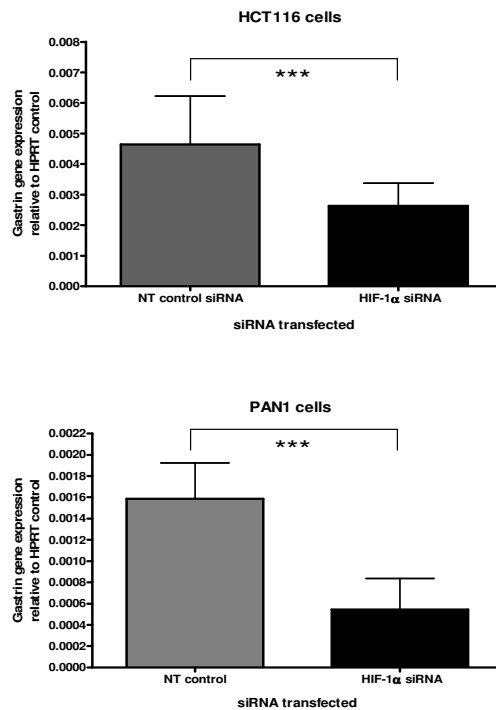 HCT116 cells
Gastrin gene expression
relative to HPRT control
0.008
0.007
0.006
0.005
0.004
0.003
0.002
0.001
0.000
***
NT control siRNA
HIF-1α siRNA
siRNA transfected
PAN1 cells
Gastrin gene expression
relative to HPRT control
0.0022
0.0020
0.0018
0.0016
0.0014
0.0012
0.0010
0.0008
0.0006
0.0004
0.0002
0.0000
***
NT control
HIF-1α siRNA
siRNA transfected